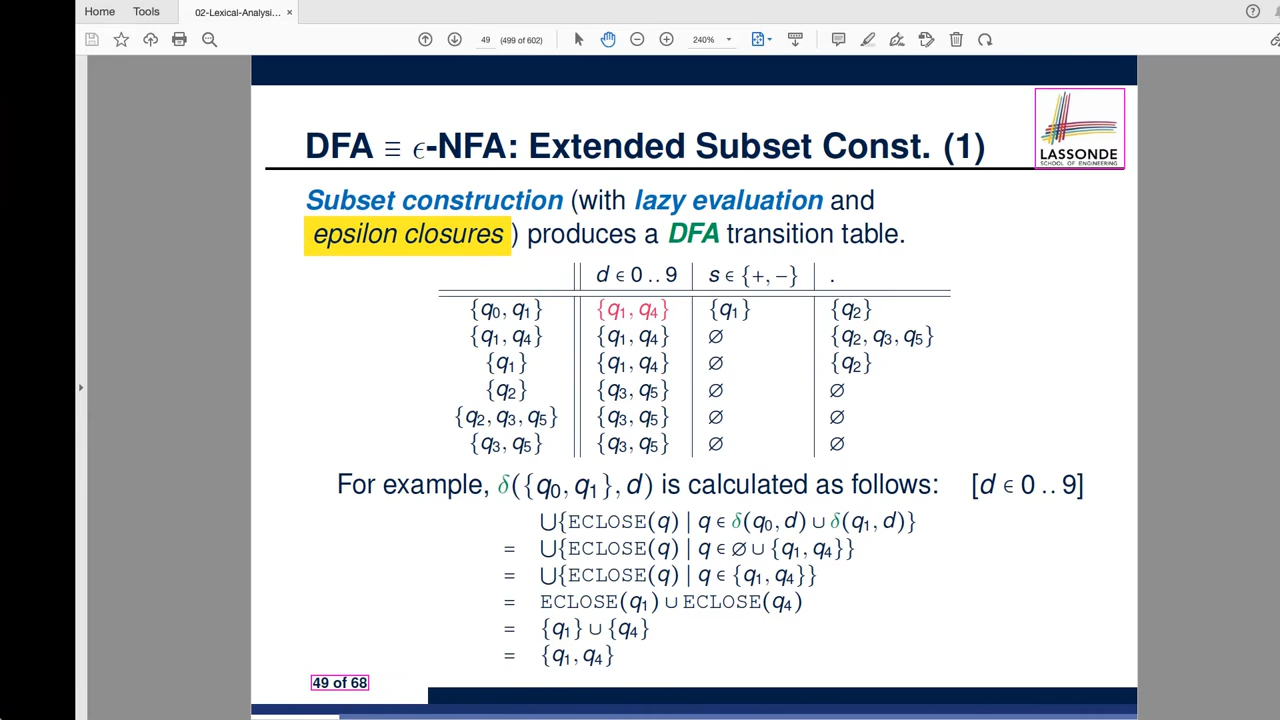 Home Tools 02-Lexical-Analysi... ×
49 (499 of 602) 240%
DFA ≡ ϵ-NFA: Extended Subset Const. (1)
LASSONDE
SCHOOL OF ENGINEERING
Subset construction (with lazy evaluation and
epsilon closures) produces a DFA transition table.
d ∈ 0 .. 9 s ∈ {+, −} .
{q0, q1} {q1, q4} {q1} {q2}
{q1, q4} {q1, q4} ∅ {q2, q3, q5}
{q1} {q1, q4} ∅ {q2}
{q2} {q3, q5} ∅ ∅
{q2, q3, q5} {q3, q5} ∅ ∅
{q3, q5} {q3, q5} ∅ ∅
For example, δ({q0, q1}, d) is calculated as follows: [d ∈ 0 .. 9]
⋃{ECLOSE(q) | q ∈ δ(q0, d) ∪ δ(q1, d)}
= ⋃{ECLOSE(q) | q ∈ ∅ ∪ {q1, q4}}
= ⋃{ECLOSE(q) | q ∈ {q1, q4}}
= ECLOSE(q1) ∪ ECLOSE(q4)
= {q1} ∪ {q4}
= {q1, q4}
49 of 68